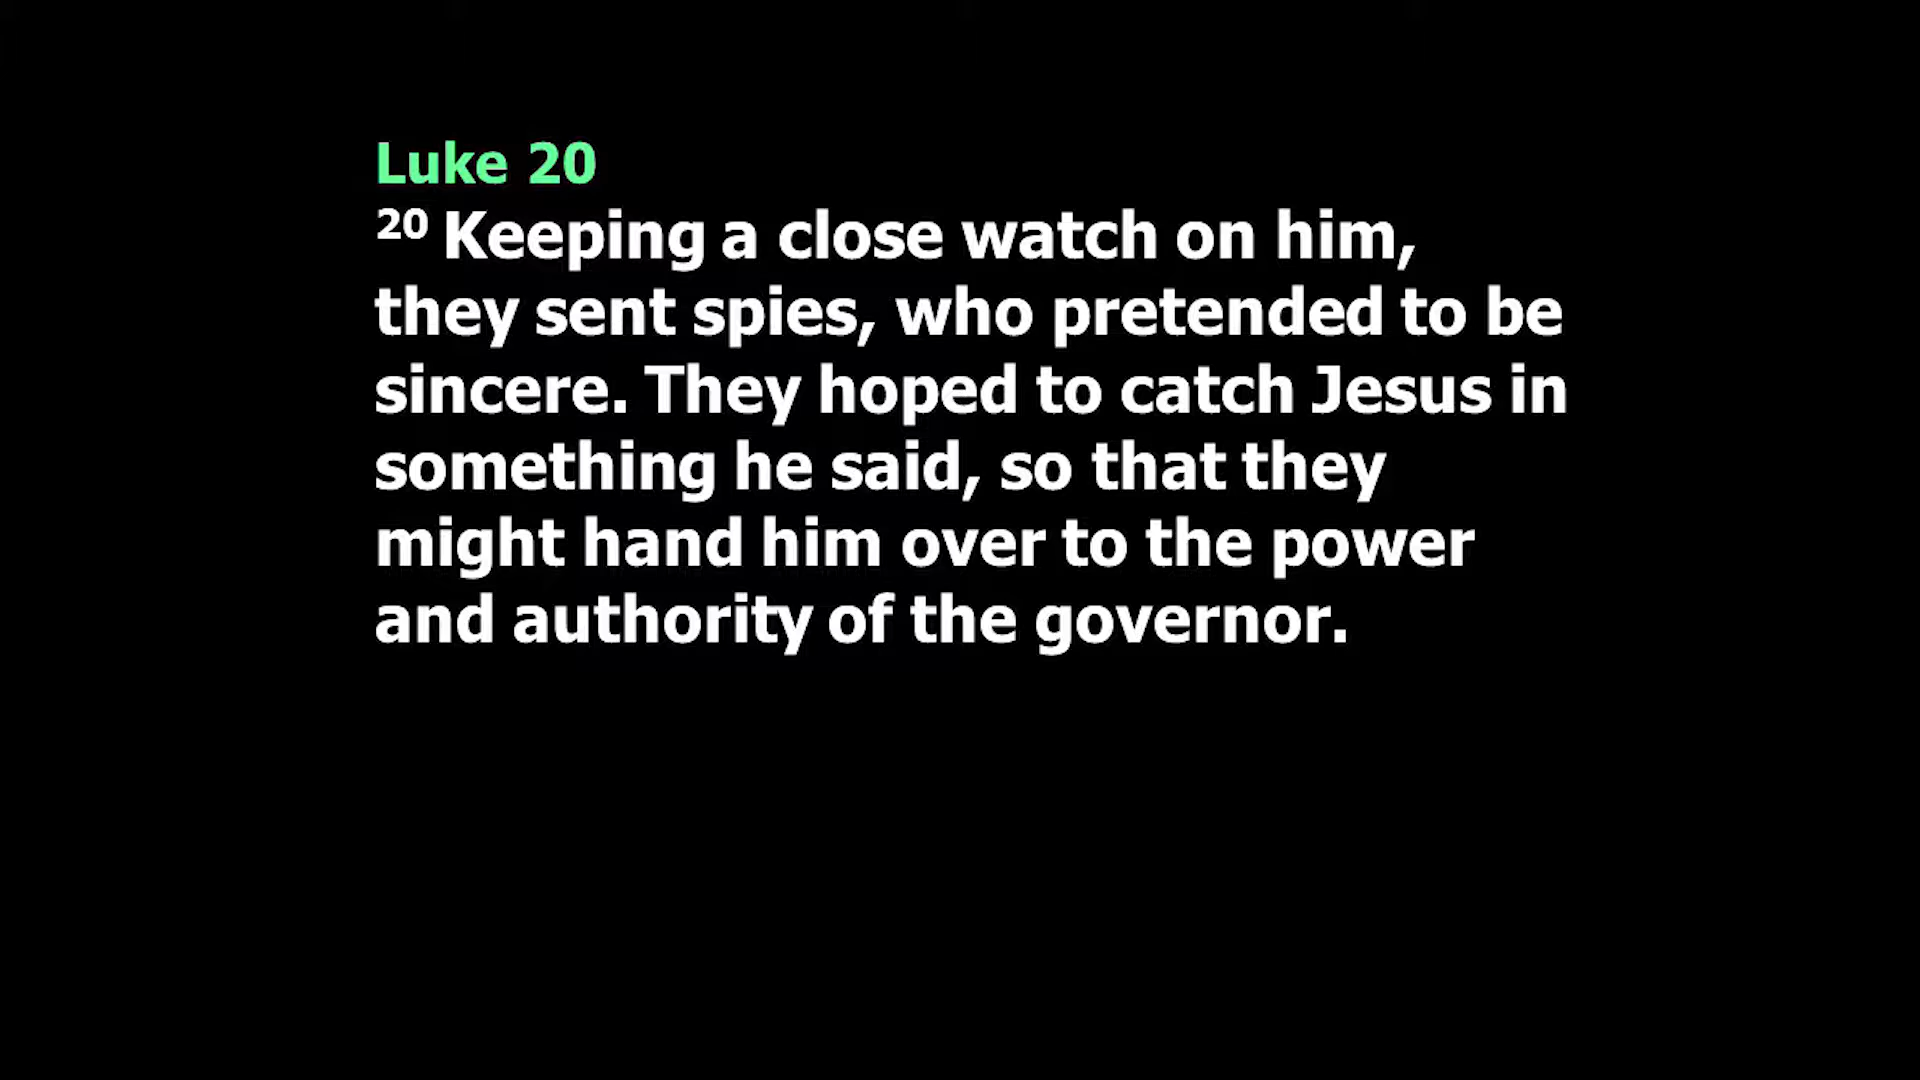 Luke 20
20 Keeping a close watch on him,
they sent spies, who pretended to be
sincere. They hoped to catch Jesus in
something he said, so that they
might hand him over to the power
and authority of the governor.